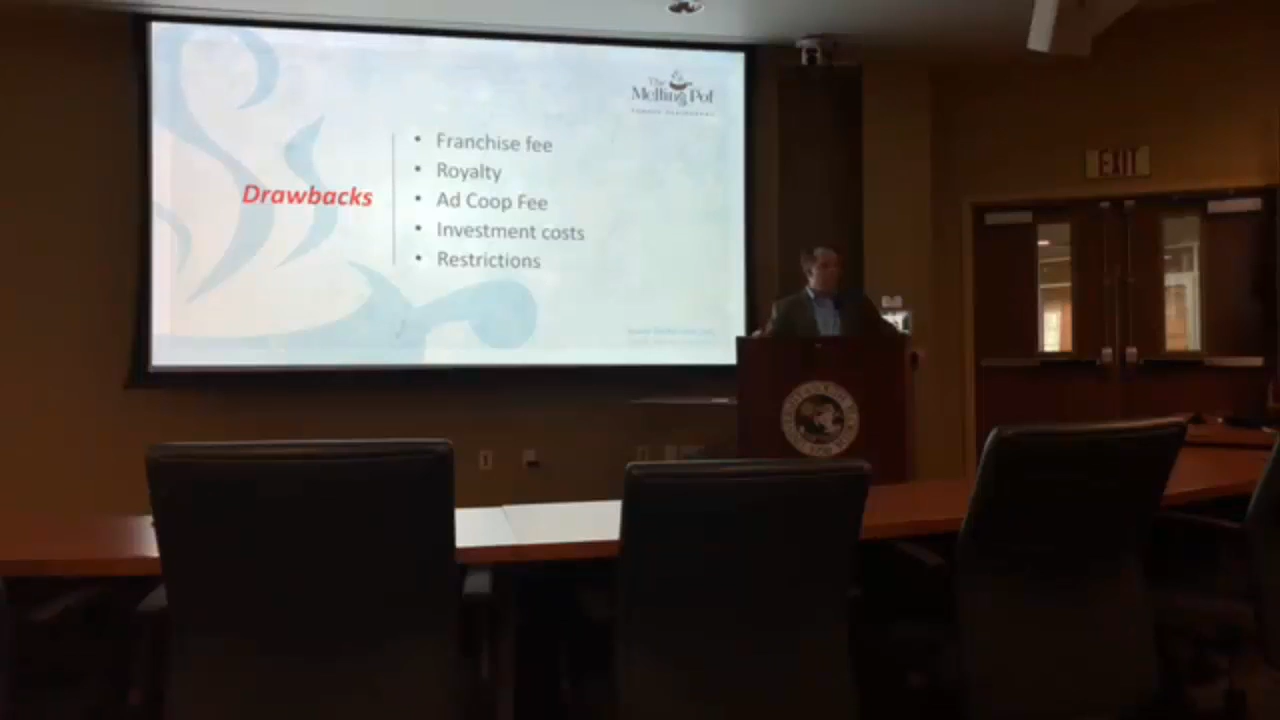 The
Melting Pot
Drawbacks
• Franchise fee
• Royalty
• Ad Coop Fee
• Investment costs
• Restrictions
EXIT